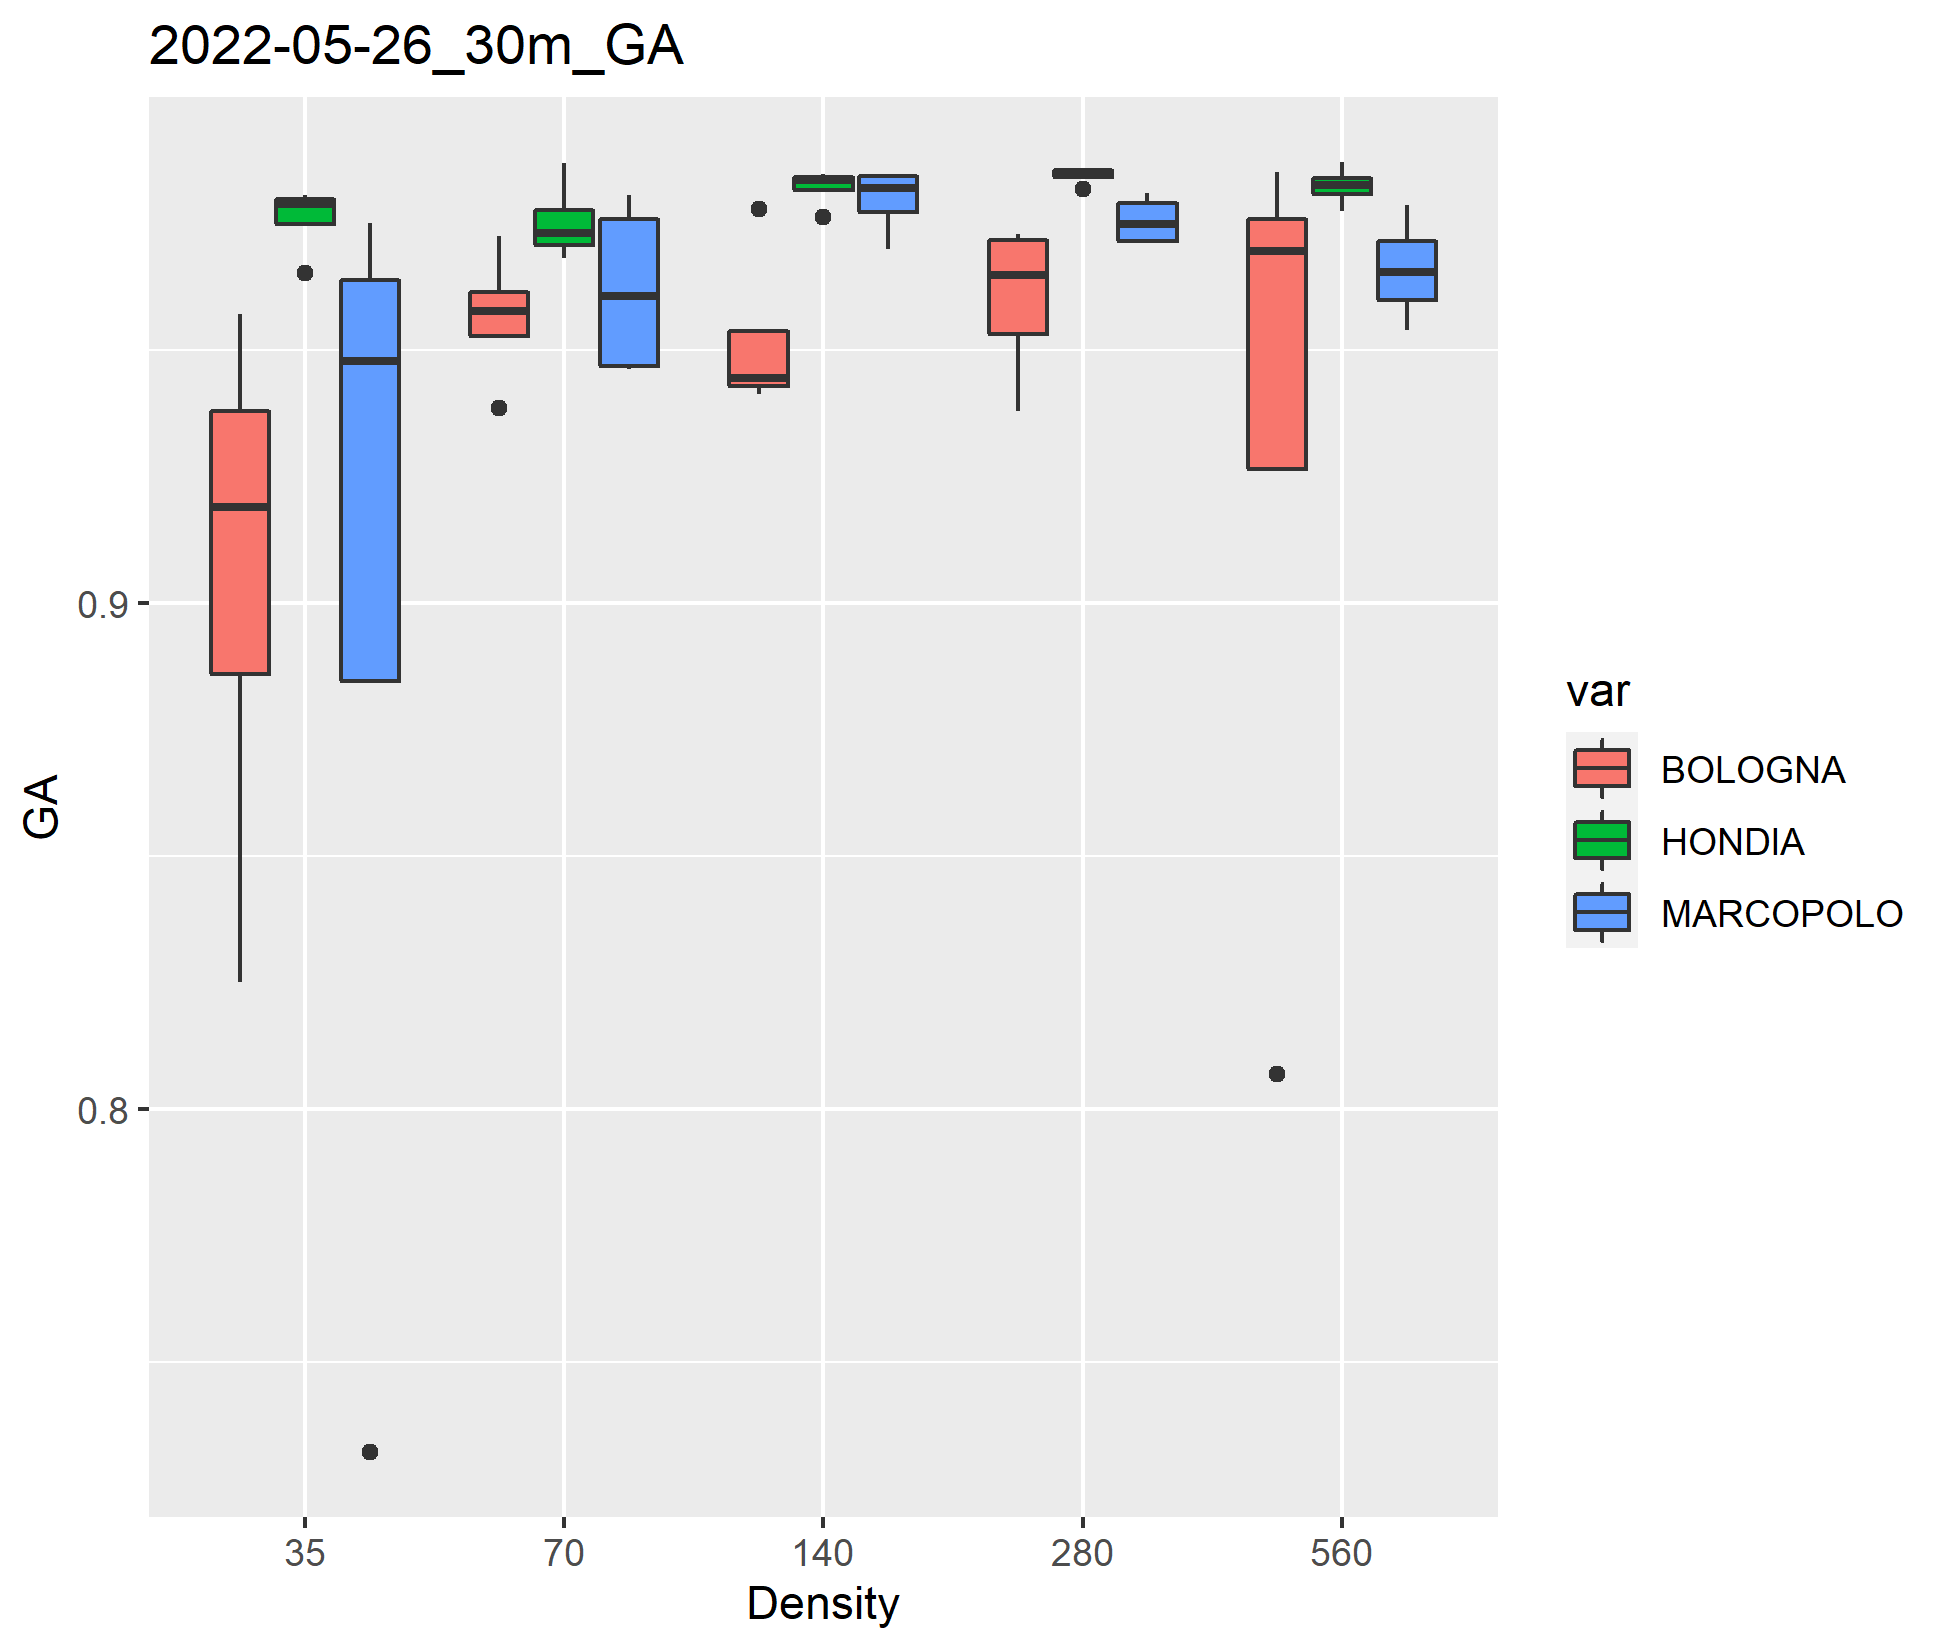 2022-05-26_30m_GA
GA
0.9
0.8
35 70 140 280 560
Density
var
BOLOGNA
HONDIA
MARCOPOLO